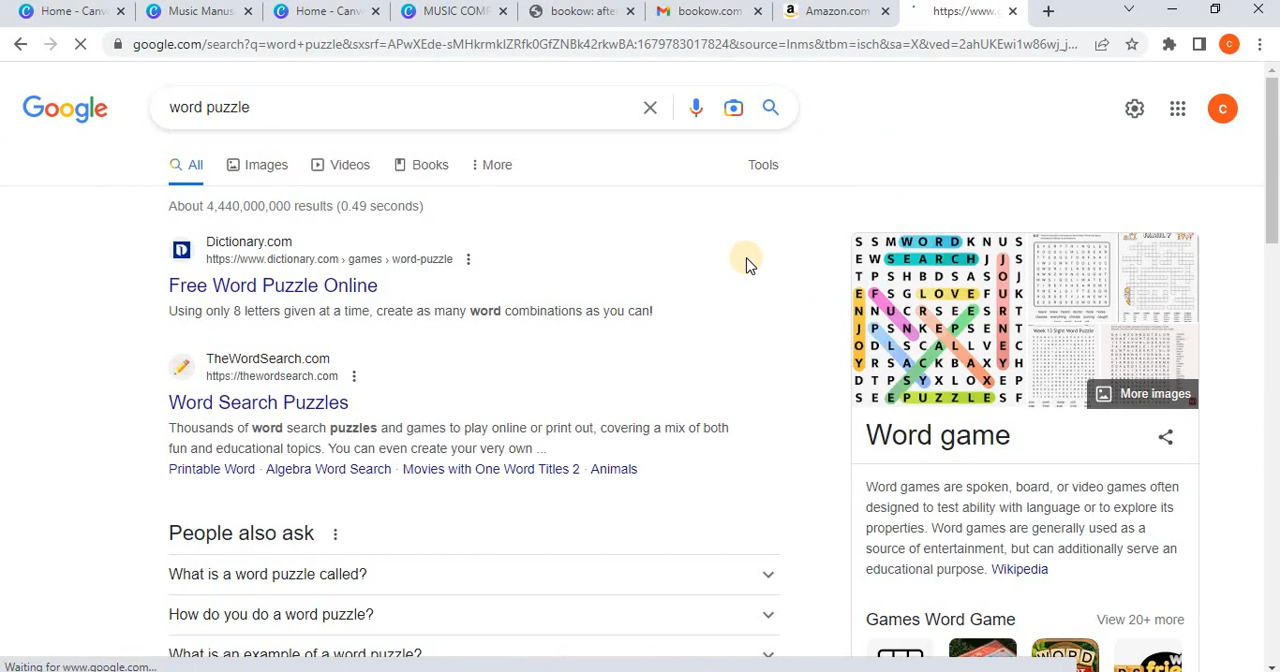 Home - Canv
Music Manus
Home - Canv
MUSIC COMP
bookow: afte
bookow.com
Amazon.com
https://www.g
google.com/search?q=word+puzzle&sxsrf=APwXEde-sMHkrmkIZRfk0GfZNBk42rkwBA:1679783017824&source=lnms&tbm=isch&sa=X&ved=2ahUKEwi1w86wj_j...
C
Google
word puzzle
C
All
Images
Videos
Books
More
Tools
About 4,440,000,000 results (0.49 seconds)
Dictionary.com
https://www.dictionary.com › games › word-puzzle
Free Word Puzzle Online
Using only 8 letters given at a time, create as many word combinations as you can!
TheWordSearch.com
https://thewordsearch.com
Word Search Puzzles
Thousands of word search puzzles and games to play online or print out, covering a mix of both
fun and educational topics. You can even create your very own ...
Printable Word · Algebra Word Search · Movies with One Word Titles 2 · Animals
People also ask
What is a word puzzle called?
How do you do a word puzzle?
What is an example of a word puzzle?
S S M W O R D K N U S
E W S E A R C H J J S
T P S H B D S A S O J
E F S G L O V E F U K
N N U C R S E E S R T
J P S N K E P S E N T
O D L S C A L L V E C
Y R S A C K B A X Y H
D T P S Y X L O X E P
S E E P U Z Z L E S F
FAMILY
Week 13 Sight Word Puzzle
More images
Word game
Word games are spoken, board, or video games often
designed to test ability with language or to explore its
properties. Word games are generally used as a
source of entertainment, but can additionally serve an
educational purpose. Wikipedia
Games Word Game
View 20+ more
WORD
Waiting for www.google.com...